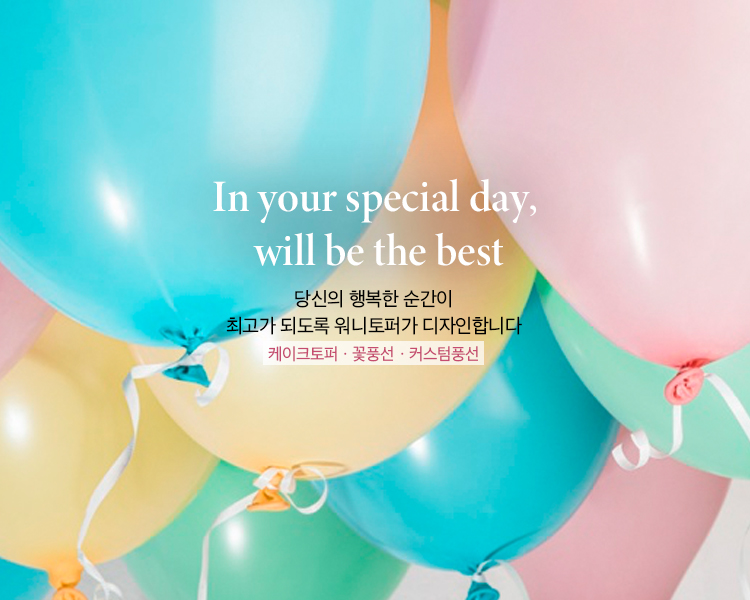 In your special day,
will be the best
당신의 행복한 순간이
최고가 되도록 워니토퍼가 디자인합니다
케이크토퍼 · 꽃풍선 · 커스텀풍선